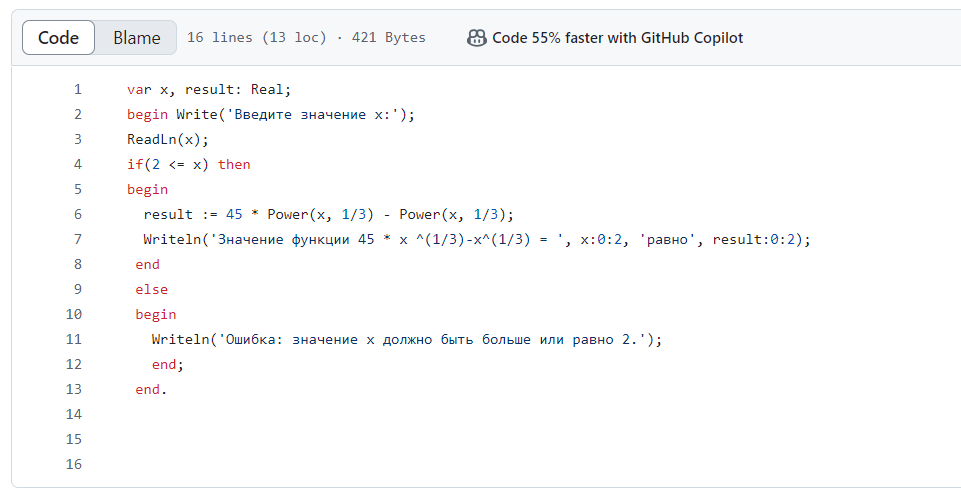 Code Blame 16 lines (13 loc) · 421 Bytes Code 55% faster with GitHub Copilot
1 var x, result: Real;
2 begin Write('Введите значение x:');
3 ReadLn(x);
4 if(2 <= x) then
5 begin
6 result := 45 * Power(x, 1/3) - Power(x, 1/3);
7 Writeln('Значение функции 45 * x ^(1/3)-x^(1/3) = ', x:0:2, 'равно', result:0:2);
8 end
9 else
10 begin
11 Writeln('Ошибка: значение x должно быть больше или равно 2.');
12 end;
13 end.
14
15
16